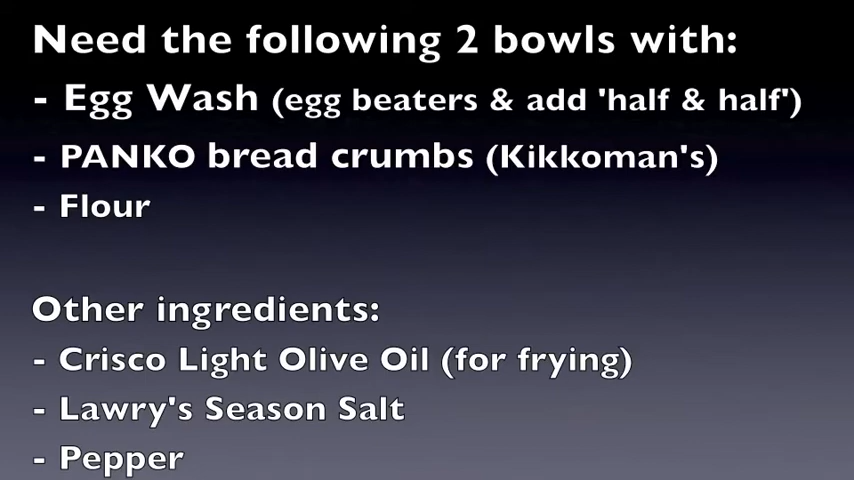 Need the following 2 bowls with:
- Egg Wash (egg beaters & add 'half & half')
- PANKO bread crumbs (Kikkoman's)
- Flour
Other ingredients:
- Crisco Light Olive Oil (for frying)
- Lawry's Season Salt
- Pepper